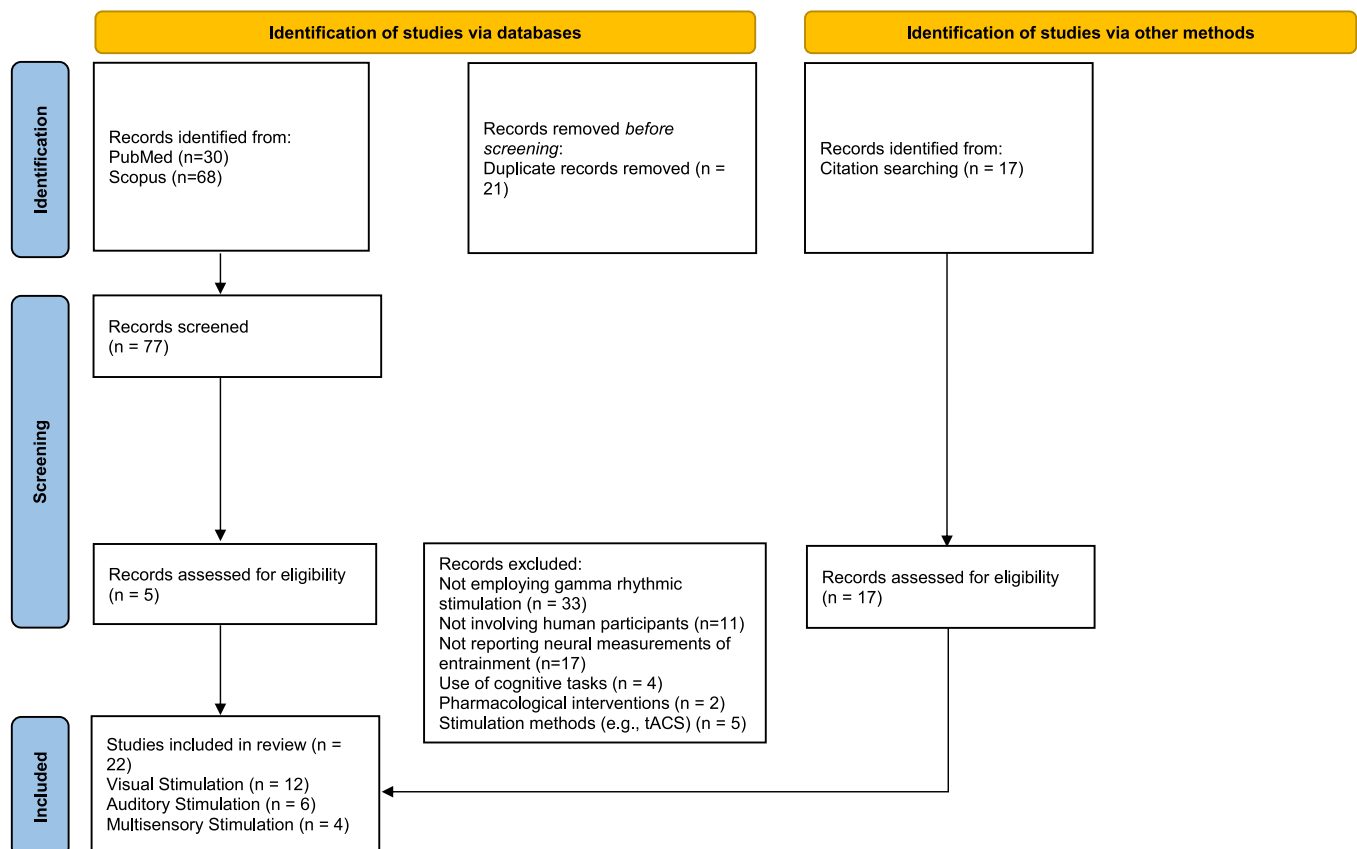 Identification of studies via databases
Identification of studies via other methods
Identification
Records identified from:
PubMed (n=30)
Scopus (n=68)
Records removed before
screening:
Duplicate records removed (n =
21)
Records identified from:
Citation searching (n = 17)
Screening
Records screened
(n = 77)
Records assessed for eligibility
(n = 5)
Records excluded:
Not employing gamma rhythmic
stimulation (n = 33)
Not involving human participants (n=11)
Not reporting neural measurements of
entrainment (n=17)
Use of cognitive tasks (n = 4)
Pharmacological interventions (n = 2)
Stimulation methods (e.g., tACS) (n = 5)
Records assessed for eligibility
(n = 17)
Included
Studies included in review (n =
22)
Visual Stimulation (n = 12)
Auditory Stimulation (n = 6)
Multisensory Stimulation (n = 4)